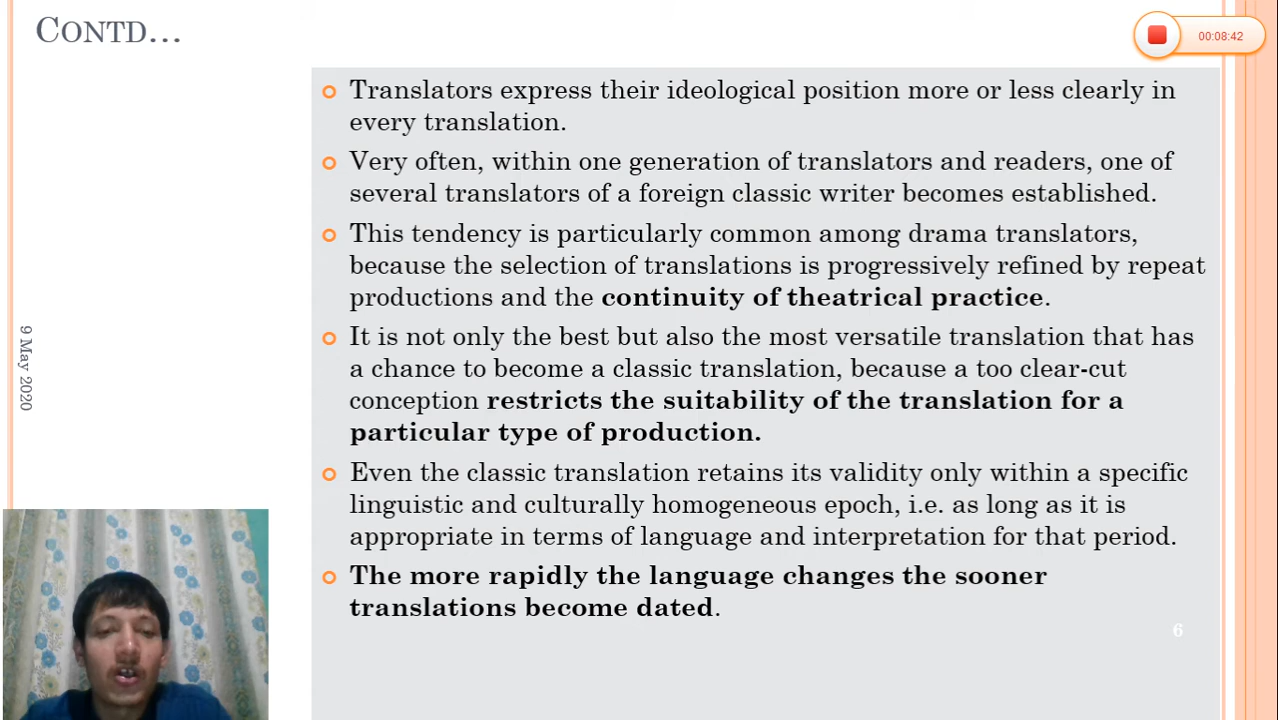 CONTD…
00:08:42
Translators express their ideological position more or less clearly in
every translation.
Very often, within one generation of translators and readers, one of
several translators of a foreign classic writer becomes established.
This tendency is particularly common among drama translators,
because the selection of translations is progressively refined by repeat
productions and the continuity of theatrical practice.
It is not only the best but also the most versatile translation that has
a chance to become a classic translation, because a too clear-cut
conception restricts the suitability of the translation for a
particular type of production.
Even the classic translation retains its validity only within a specific
linguistic and culturally homogeneous epoch, i.e. as long as it is
appropriate in terms of language and interpretation for that period.
The more rapidly the language changes the sooner
translations become dated.
9 May 2020
6